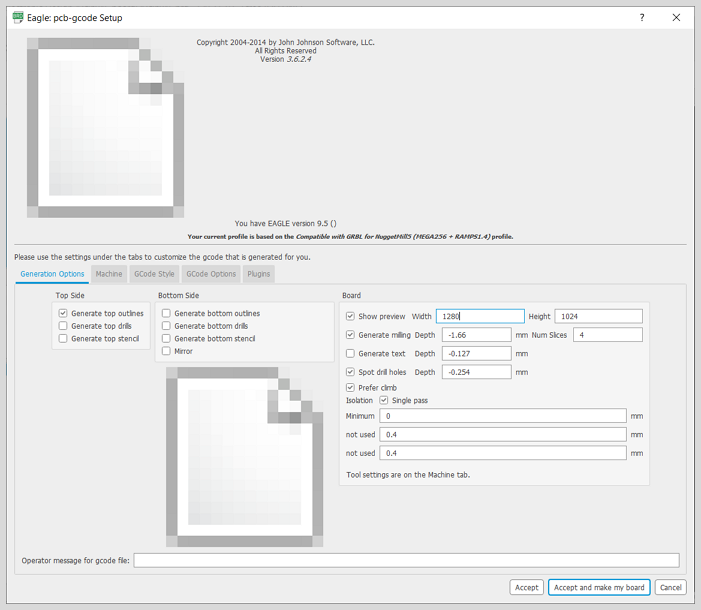 Eagle: pcb-gcode Setup
?
Copyright 2004-2014 by John Johnson Software, LLC.
All Rights Reserved
Version 3.6.2.4
You have EAGLE version 9.5 ()
Your current profile is based on the Compatible with GRBL for NuggetMill5 (MEGA256 + RAMPS1.4) profile.
Please use the settings under the tabs to customize the gcode that is generated for you.
Generation Options Machine GCode Style GCode Options Plugins
Top Side
Generate top outlines
Generate top drills
Generate top stencil
Bottom Side
Generate bottom outlines
Generate bottom drills
Generate bottom stencil
Mirror
Board
Show preview Width 1280 Height 1024
Generate milling Depth -1.66 mm Num Slices 4
Generate text Depth -0.127 mm
Spot drill holes Depth -0.254 mm
Prefer climb
Isolation Single pass
Minimum 0 mm
not used 0.4 mm
not used 0.4 mm
Tool settings are on the Machine tab.
Operator message for gcode file:
Accept Accept and make my board Cancel